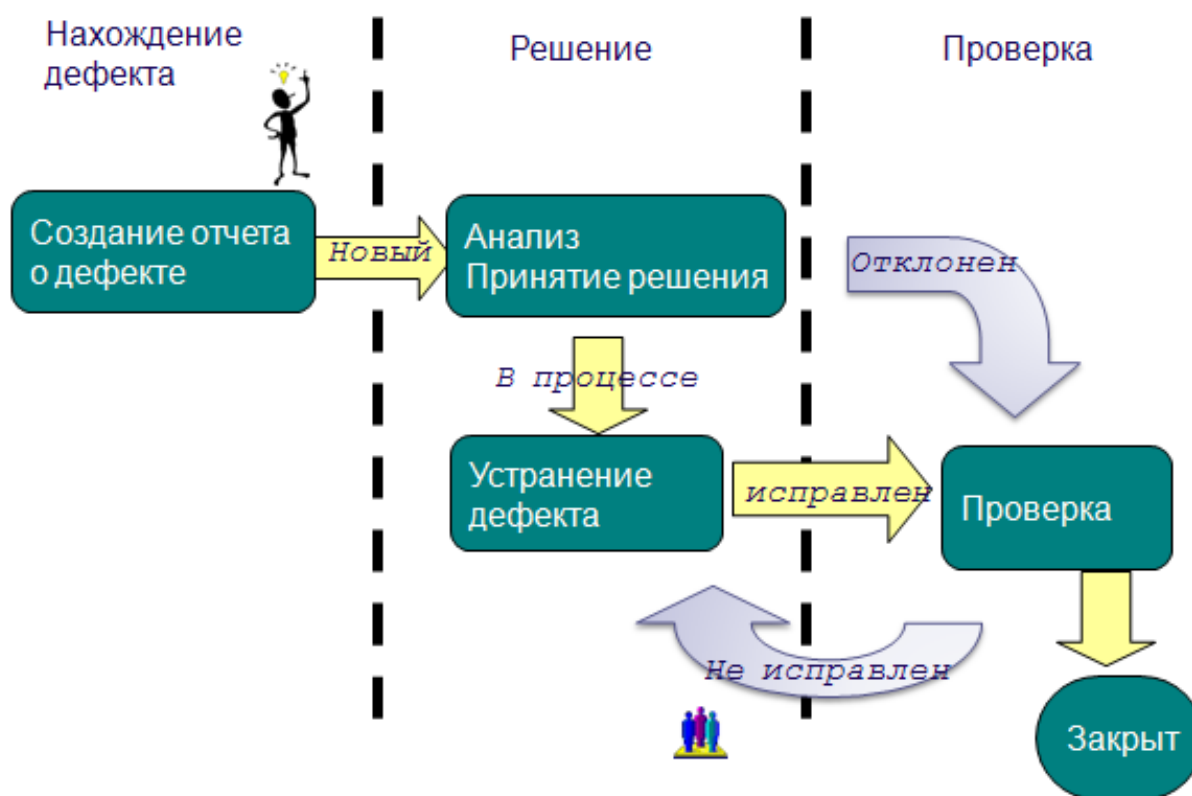 Нахождение
дефекта
Решение
Проверка
Создание отчета
о дефекте
Новый
Анализ
Принятие решения
Отклонен
В процессе
Устранение
дефекта
исправлен
Проверка
Не исправлен
Закрыт